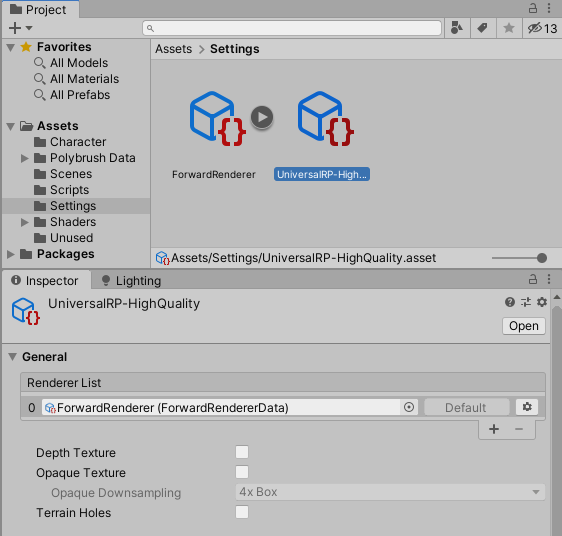 Project
13
Favorites
All Models
All Materials
All Prefabs
Assets
Character
Polybrush Data
Scenes
Scripts
Settings
Shaders
Unused
Packages
Assets > Settings
ForwardRenderer
UniversalRP-High...
Assets/Settings/UniversalRP-HighQuality.asset
Inspector
Lighting
UniversalRP-HighQuality
Open
General
Renderer List
0 ForwardRenderer (ForwardRendererData) Default
Depth Texture
Opaque Texture
Opaque Downsampling 4x Box
Terrain Holes